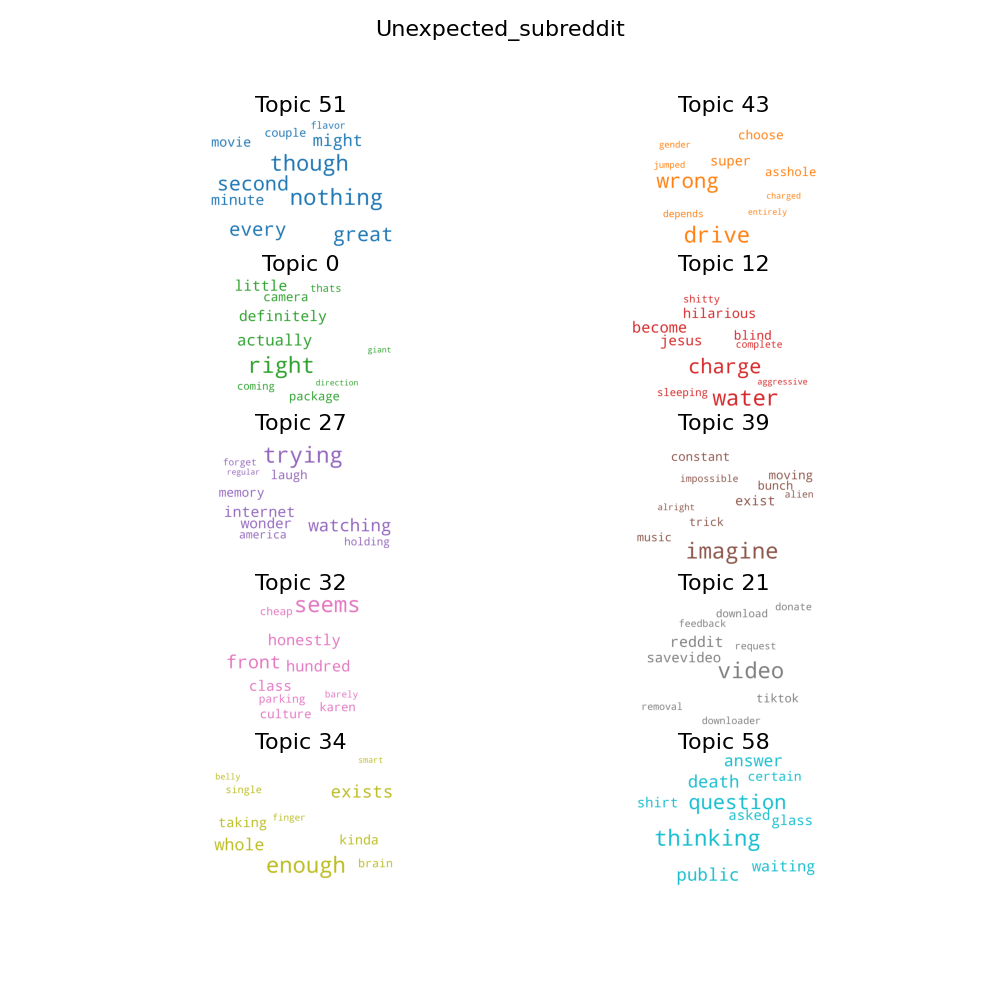 Unexpected_subreddit
Topic 51
flavor
couple
movie
might
though
second
nothing
minute
every
great
Topic 43
choose
gender
super
jumped
asshole
wrong
charged
depends
entirely
drive
Topic 0
little
thats
camera
definitely
actually
giant
right
direction
coming
package
Topic 12
shitty
hilarious
become
blind
jesus
complete
charge
aggressive
sleeping
water
Topic 27
trying
forget
regular
laugh
memory
internet
wonder
watching
america
holding
Topic 39
constant
impossible
moving
bunch
alien
exist
alright
trick
music
imagine
Topic 32
seems
cheap
honestly
front
hundred
class
parking
barely
karen
culture
Topic 21
donate
download
feedback
reddit
request
savevideo
video
tiktok
removal
downloader
Topic 34
smart
belly
single
exists
finger
taking
kinda
whole
enough
brain
Topic 58
answer
certain
death
shirt
question
asked
glass
thinking
waiting
public